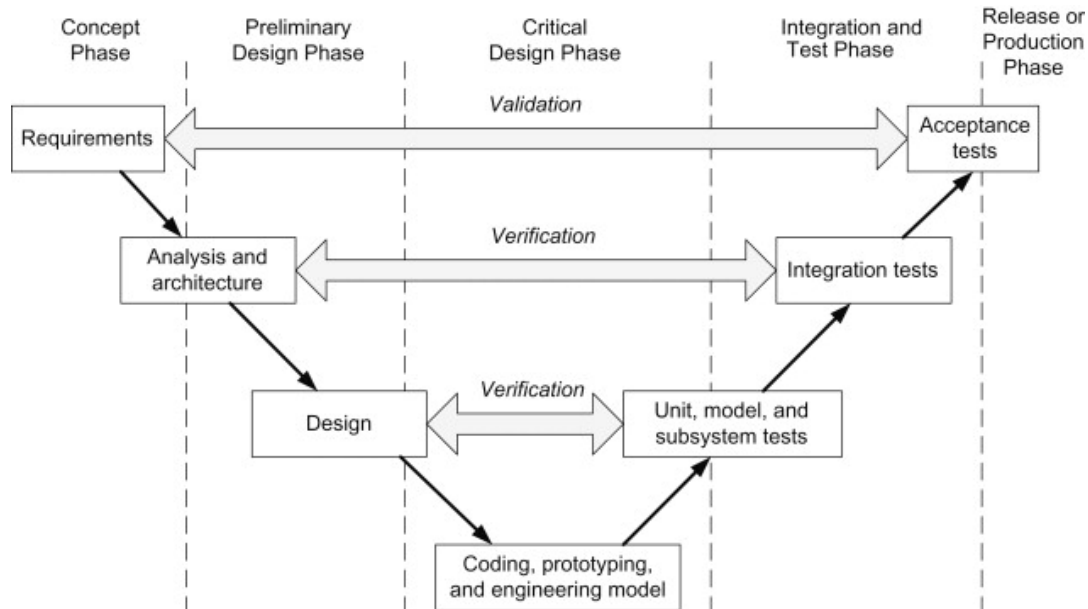 Concept
Phase
Preliminary
Design Phase
Critical
Design Phase
Integration and
Test Phase
Release or
Production
Phase
Validation
Requirements
Acceptance
tests
Verification
Analysis and
architecture
Integration tests
Verification
Design
Unit, model, and
subsystem tests
Coding, prototyping,
and engineering model